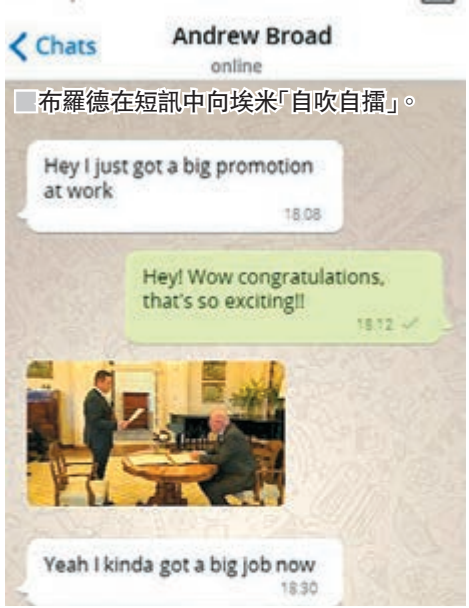 Chats
Andrew Broad
online
布羅德在短訊中向埃米「自吹自擂」。
Hey I just got a big promotion
at work
18:08
Hey! Wow congratulations,
that's so exciting!!
18:12
Yeah I kinda got a big job now
18:30